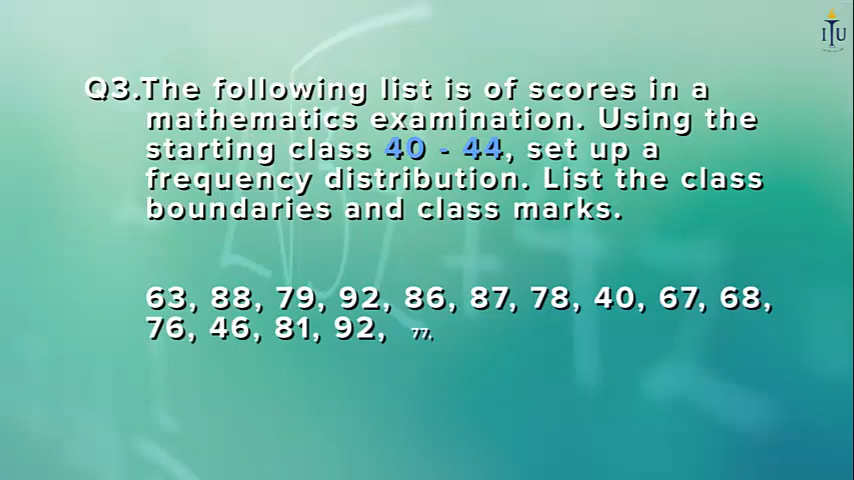 ITU
Q3.The following list is of scores in a
mathematics examination. Using the
starting class 40 - 44, set up a
frequency distribution. List the class
boundaries and class marks.
63, 88, 79, 92, 86, 87, 78, 40, 67, 68,
76, 46, 81, 92, 77,